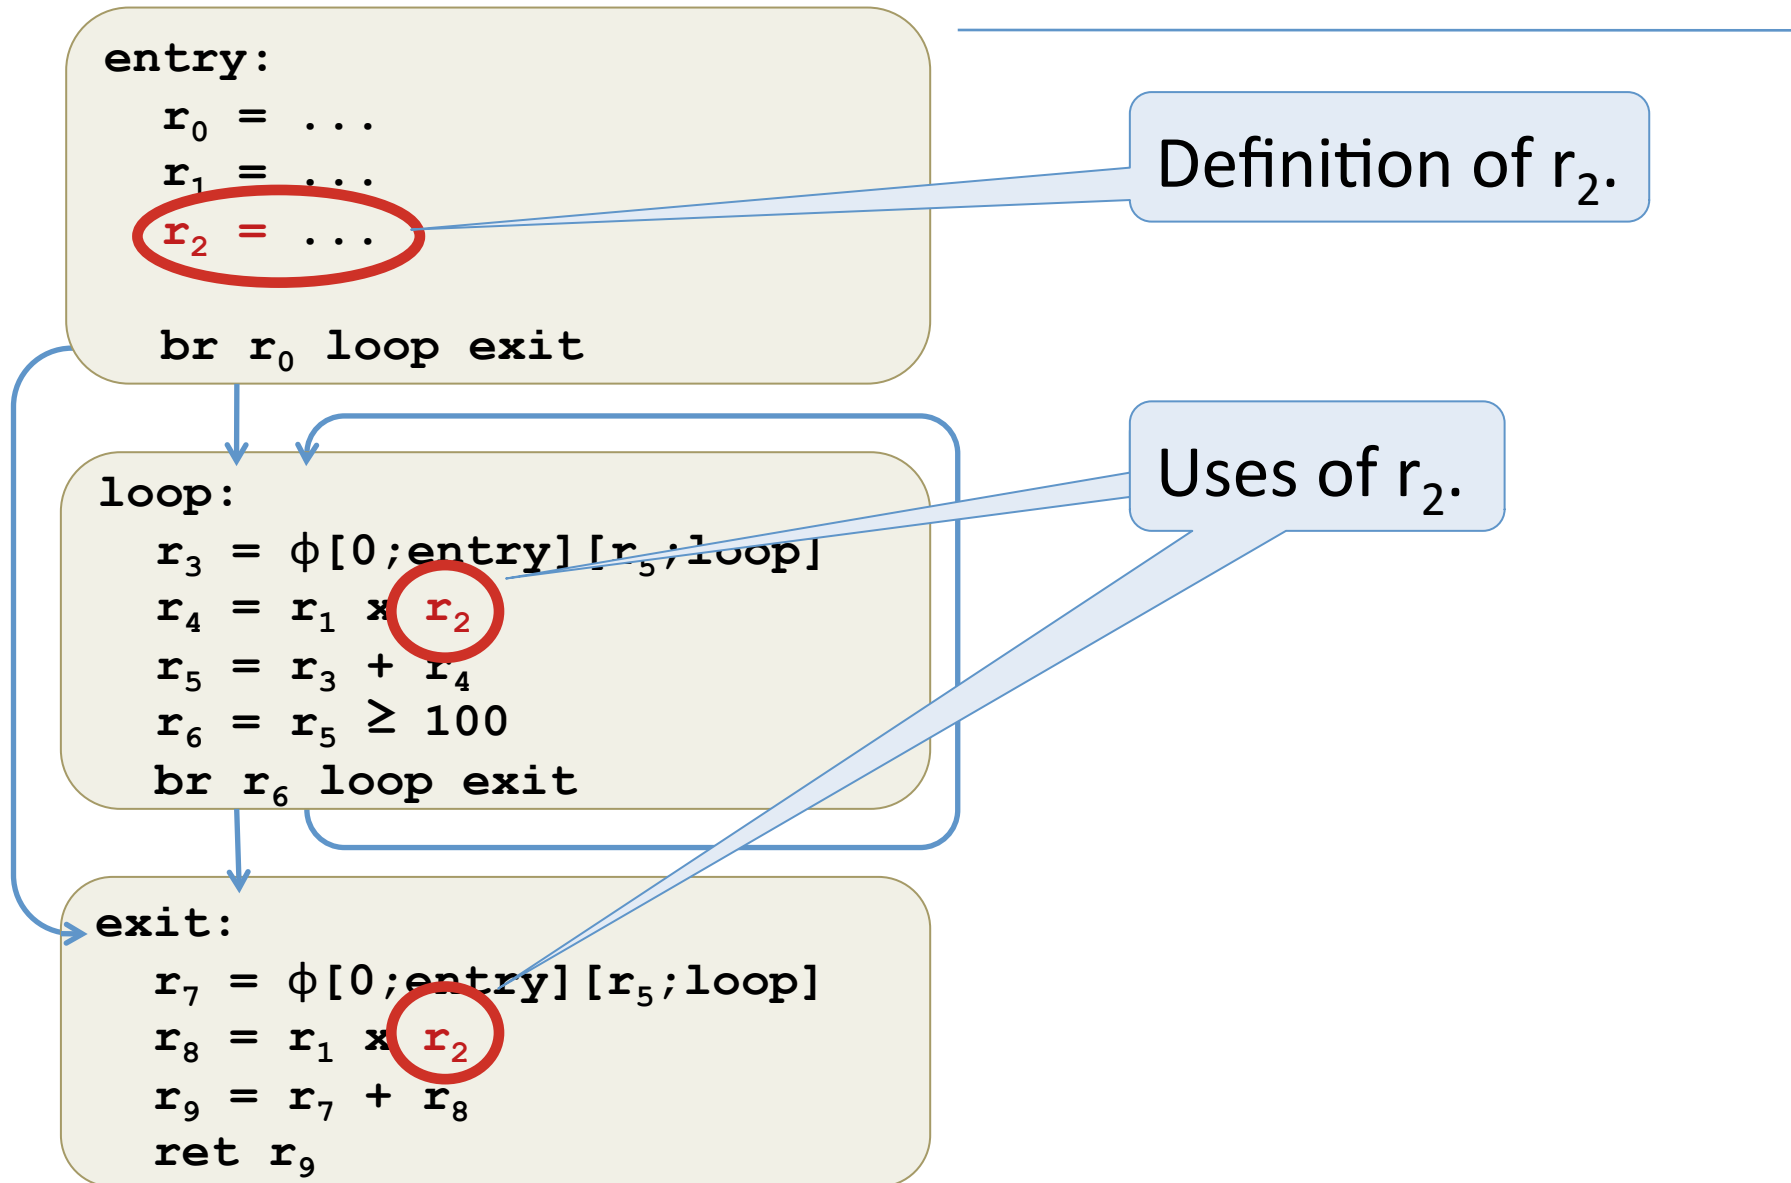 entry:
r₀ = ...
r₁ = ...
r₂ = ...
br r₀ loop exit
Definition of r₂.
loop:
r₃ = ϕ[0;entry][r₅;loop]
r₄ = r₁ x r₂
r₅ = r₃ + r₄
r₆ = r₅ ≥ 100
br r₆ loop exit
Uses of r₂.
exit:
r₇ = ϕ[0;entry][r₅;loop]
r₈ = r₁ x r₂
r₉ = r₇ + r₈
ret r₉